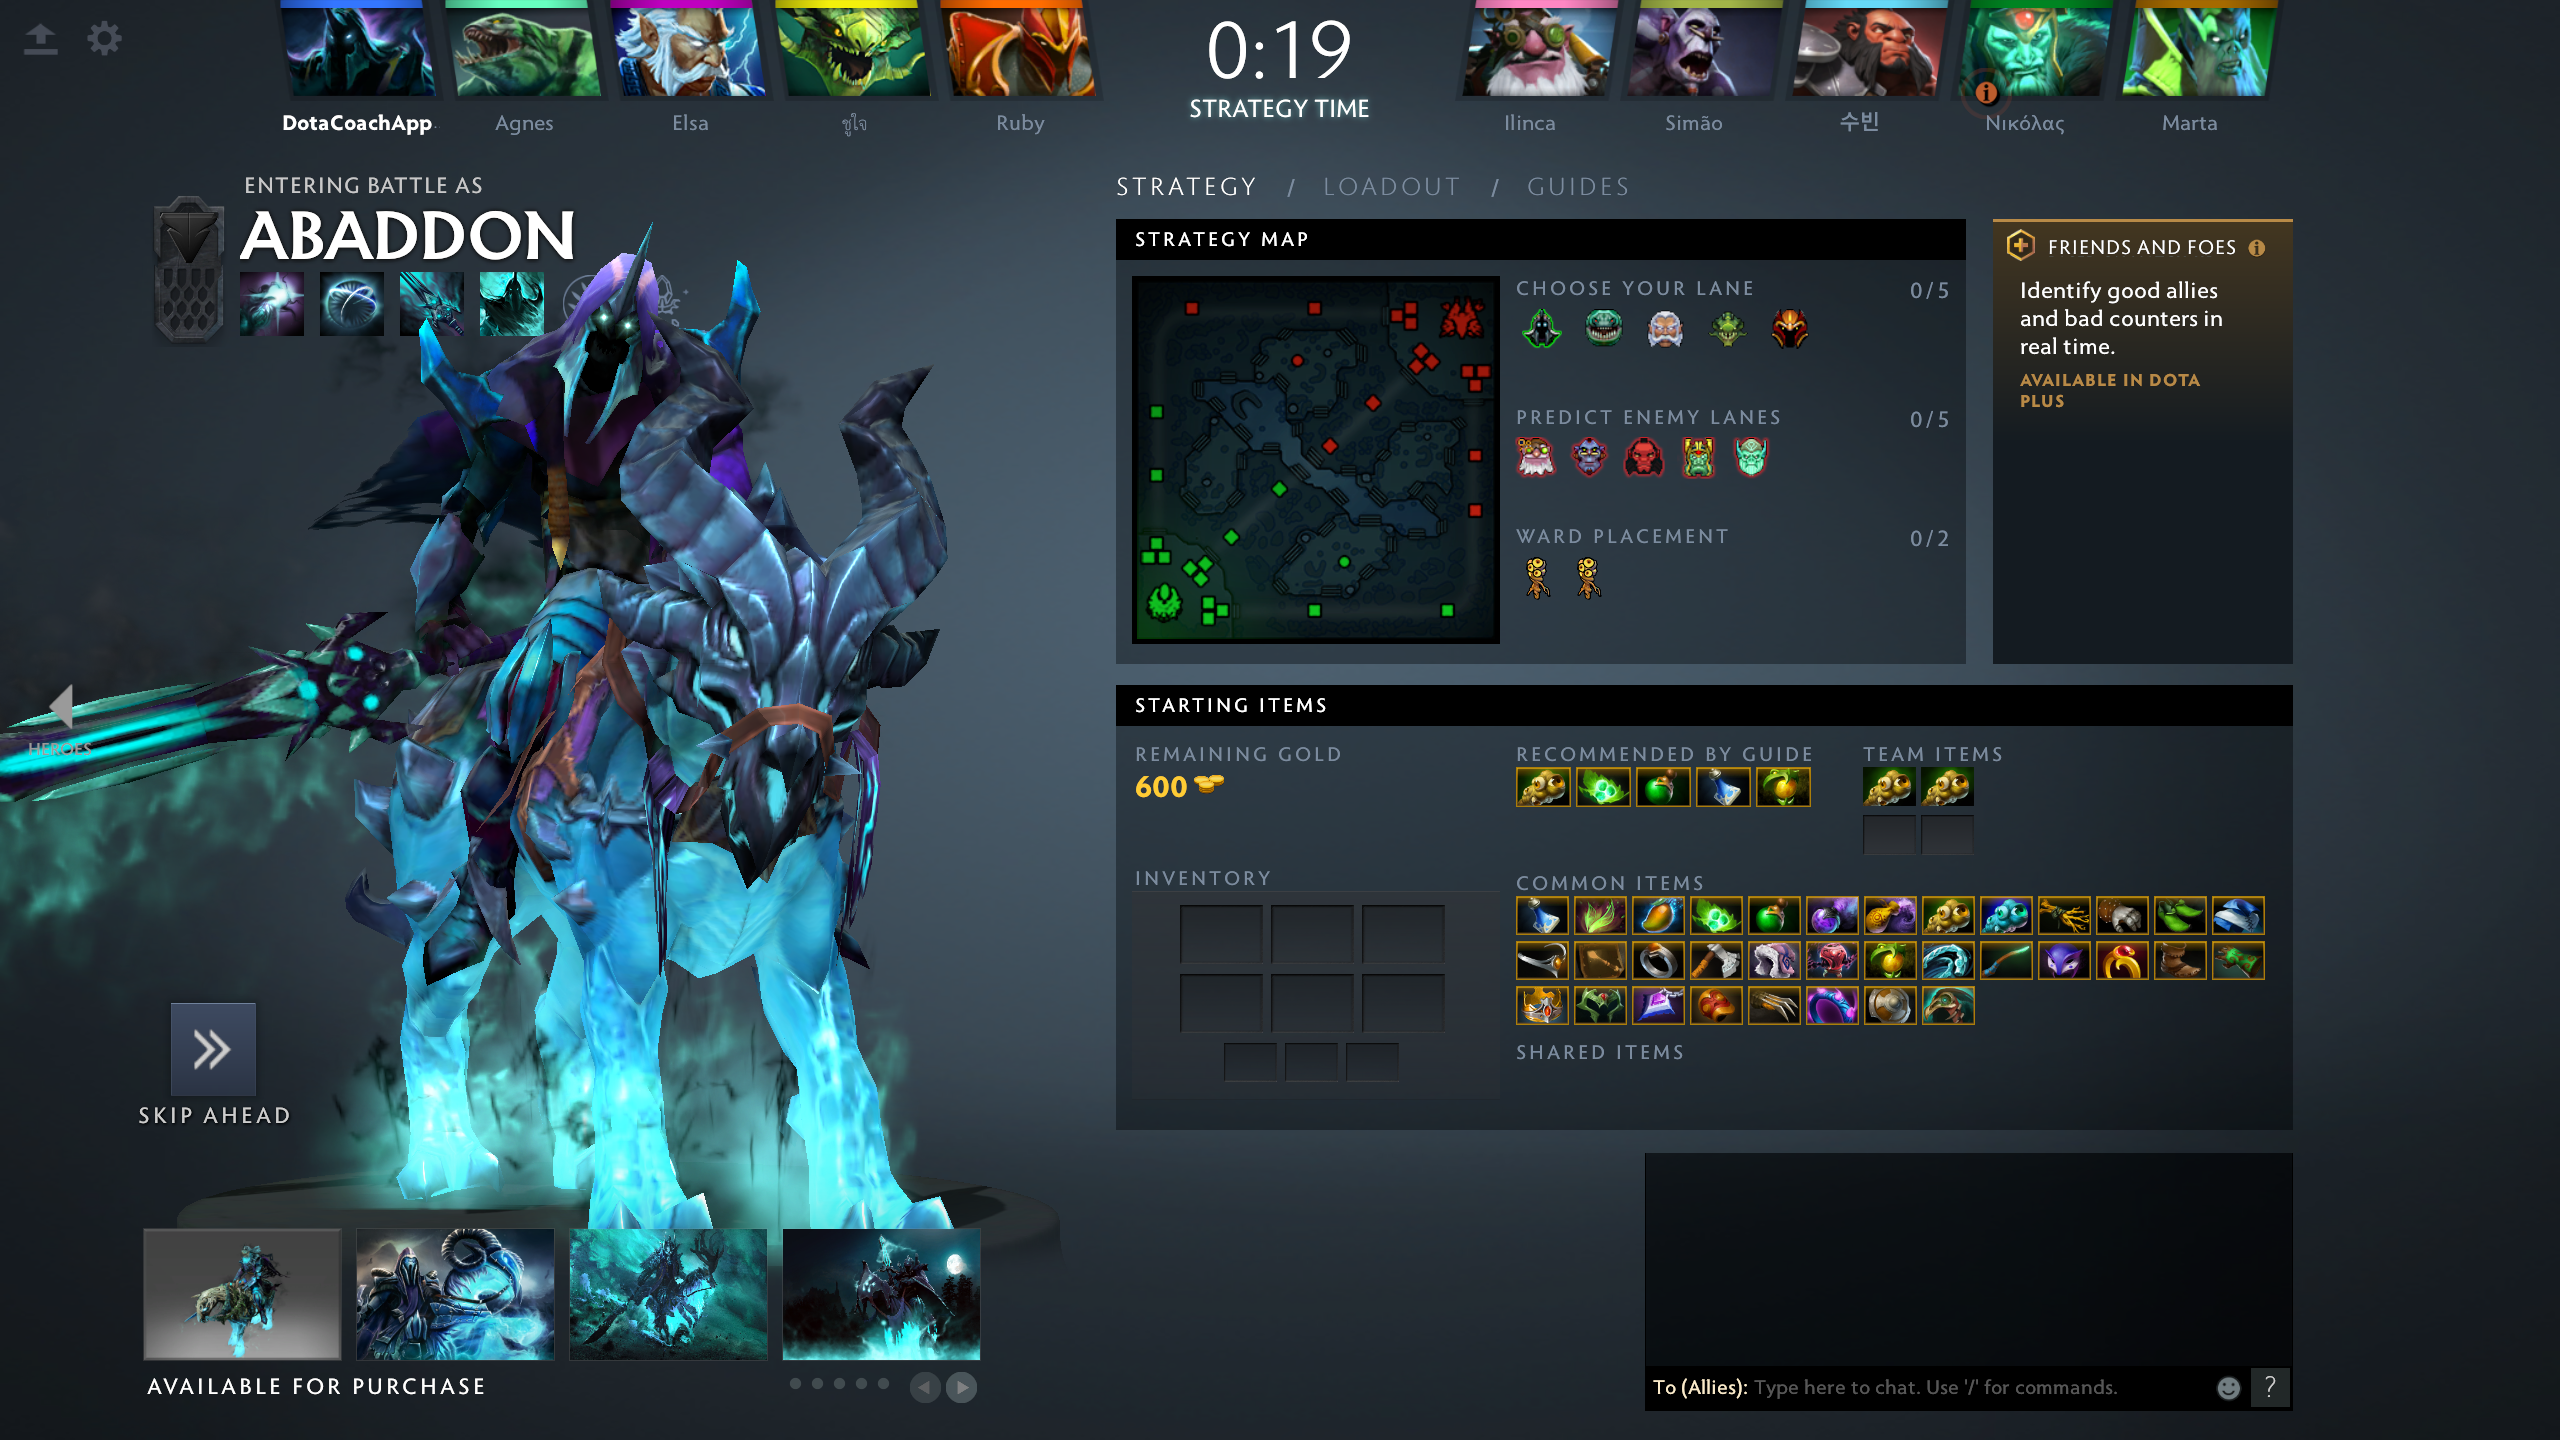 0:19
STRATEGY TIME
DotaCoachApp
Agnes
Elsa
ชูใจ
Ruby
Ilinca
Simão
수빈
Νικόλας
Marta
ENTERING BATTLE AS
ABADDON
HEROES
SKIP AHEAD
AVAILABLE FOR PURCHASE
STRATEGY / LOADOUT / GUIDES
STRATEGY MAP
CHOOSE YOUR LANE 0/5
PREDICT ENEMY LANES 0/5
WARD PLACEMENT 0/2
FRIENDS AND FOES
Identify good allies
and bad counters in
real time.
AVAILABLE IN DOTA
PLUS
STARTING ITEMS
REMAINING GOLD
600
INVENTORY
RECOMMENDED BY GUIDE
TEAM ITEMS
COMMON ITEMS
SHARED ITEMS
To (Allies): Type here to chat. Use '/' for commands.
?